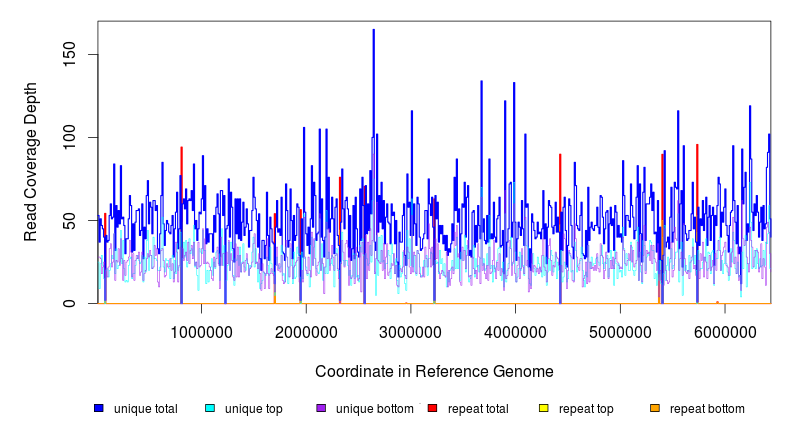 150
100
50
0
Read Coverage Depth
1000000 2000000 3000000 4000000 5000000 6000000
Coordinate in Reference Genome
unique total unique top unique bottom repeat total repeat top repeat bottom